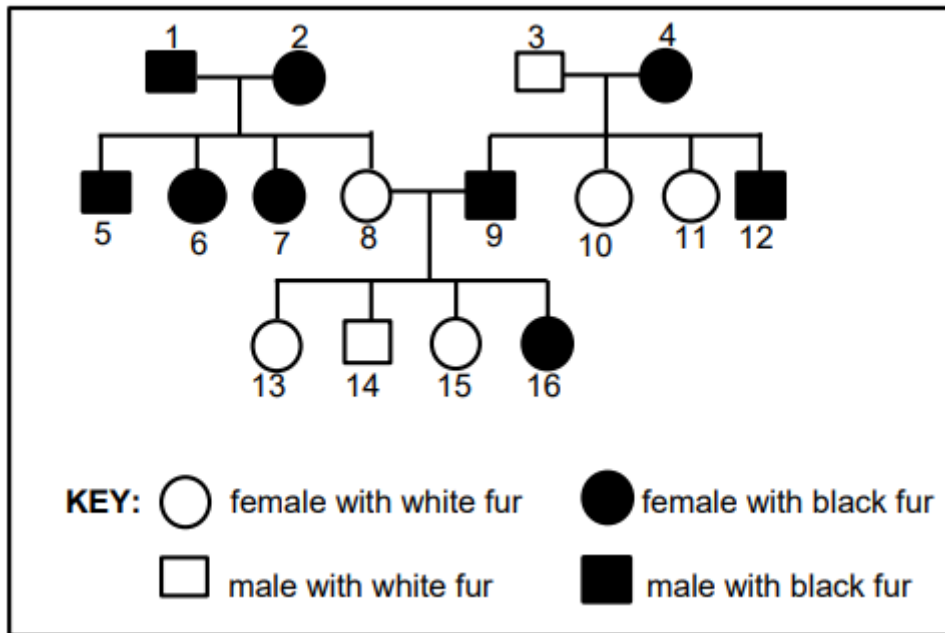 1 2 3 4
5 6 7 8 9 10 11 12
13 14 15 16
KEY: female with white fur female with black fur
male with white fur male with black fur